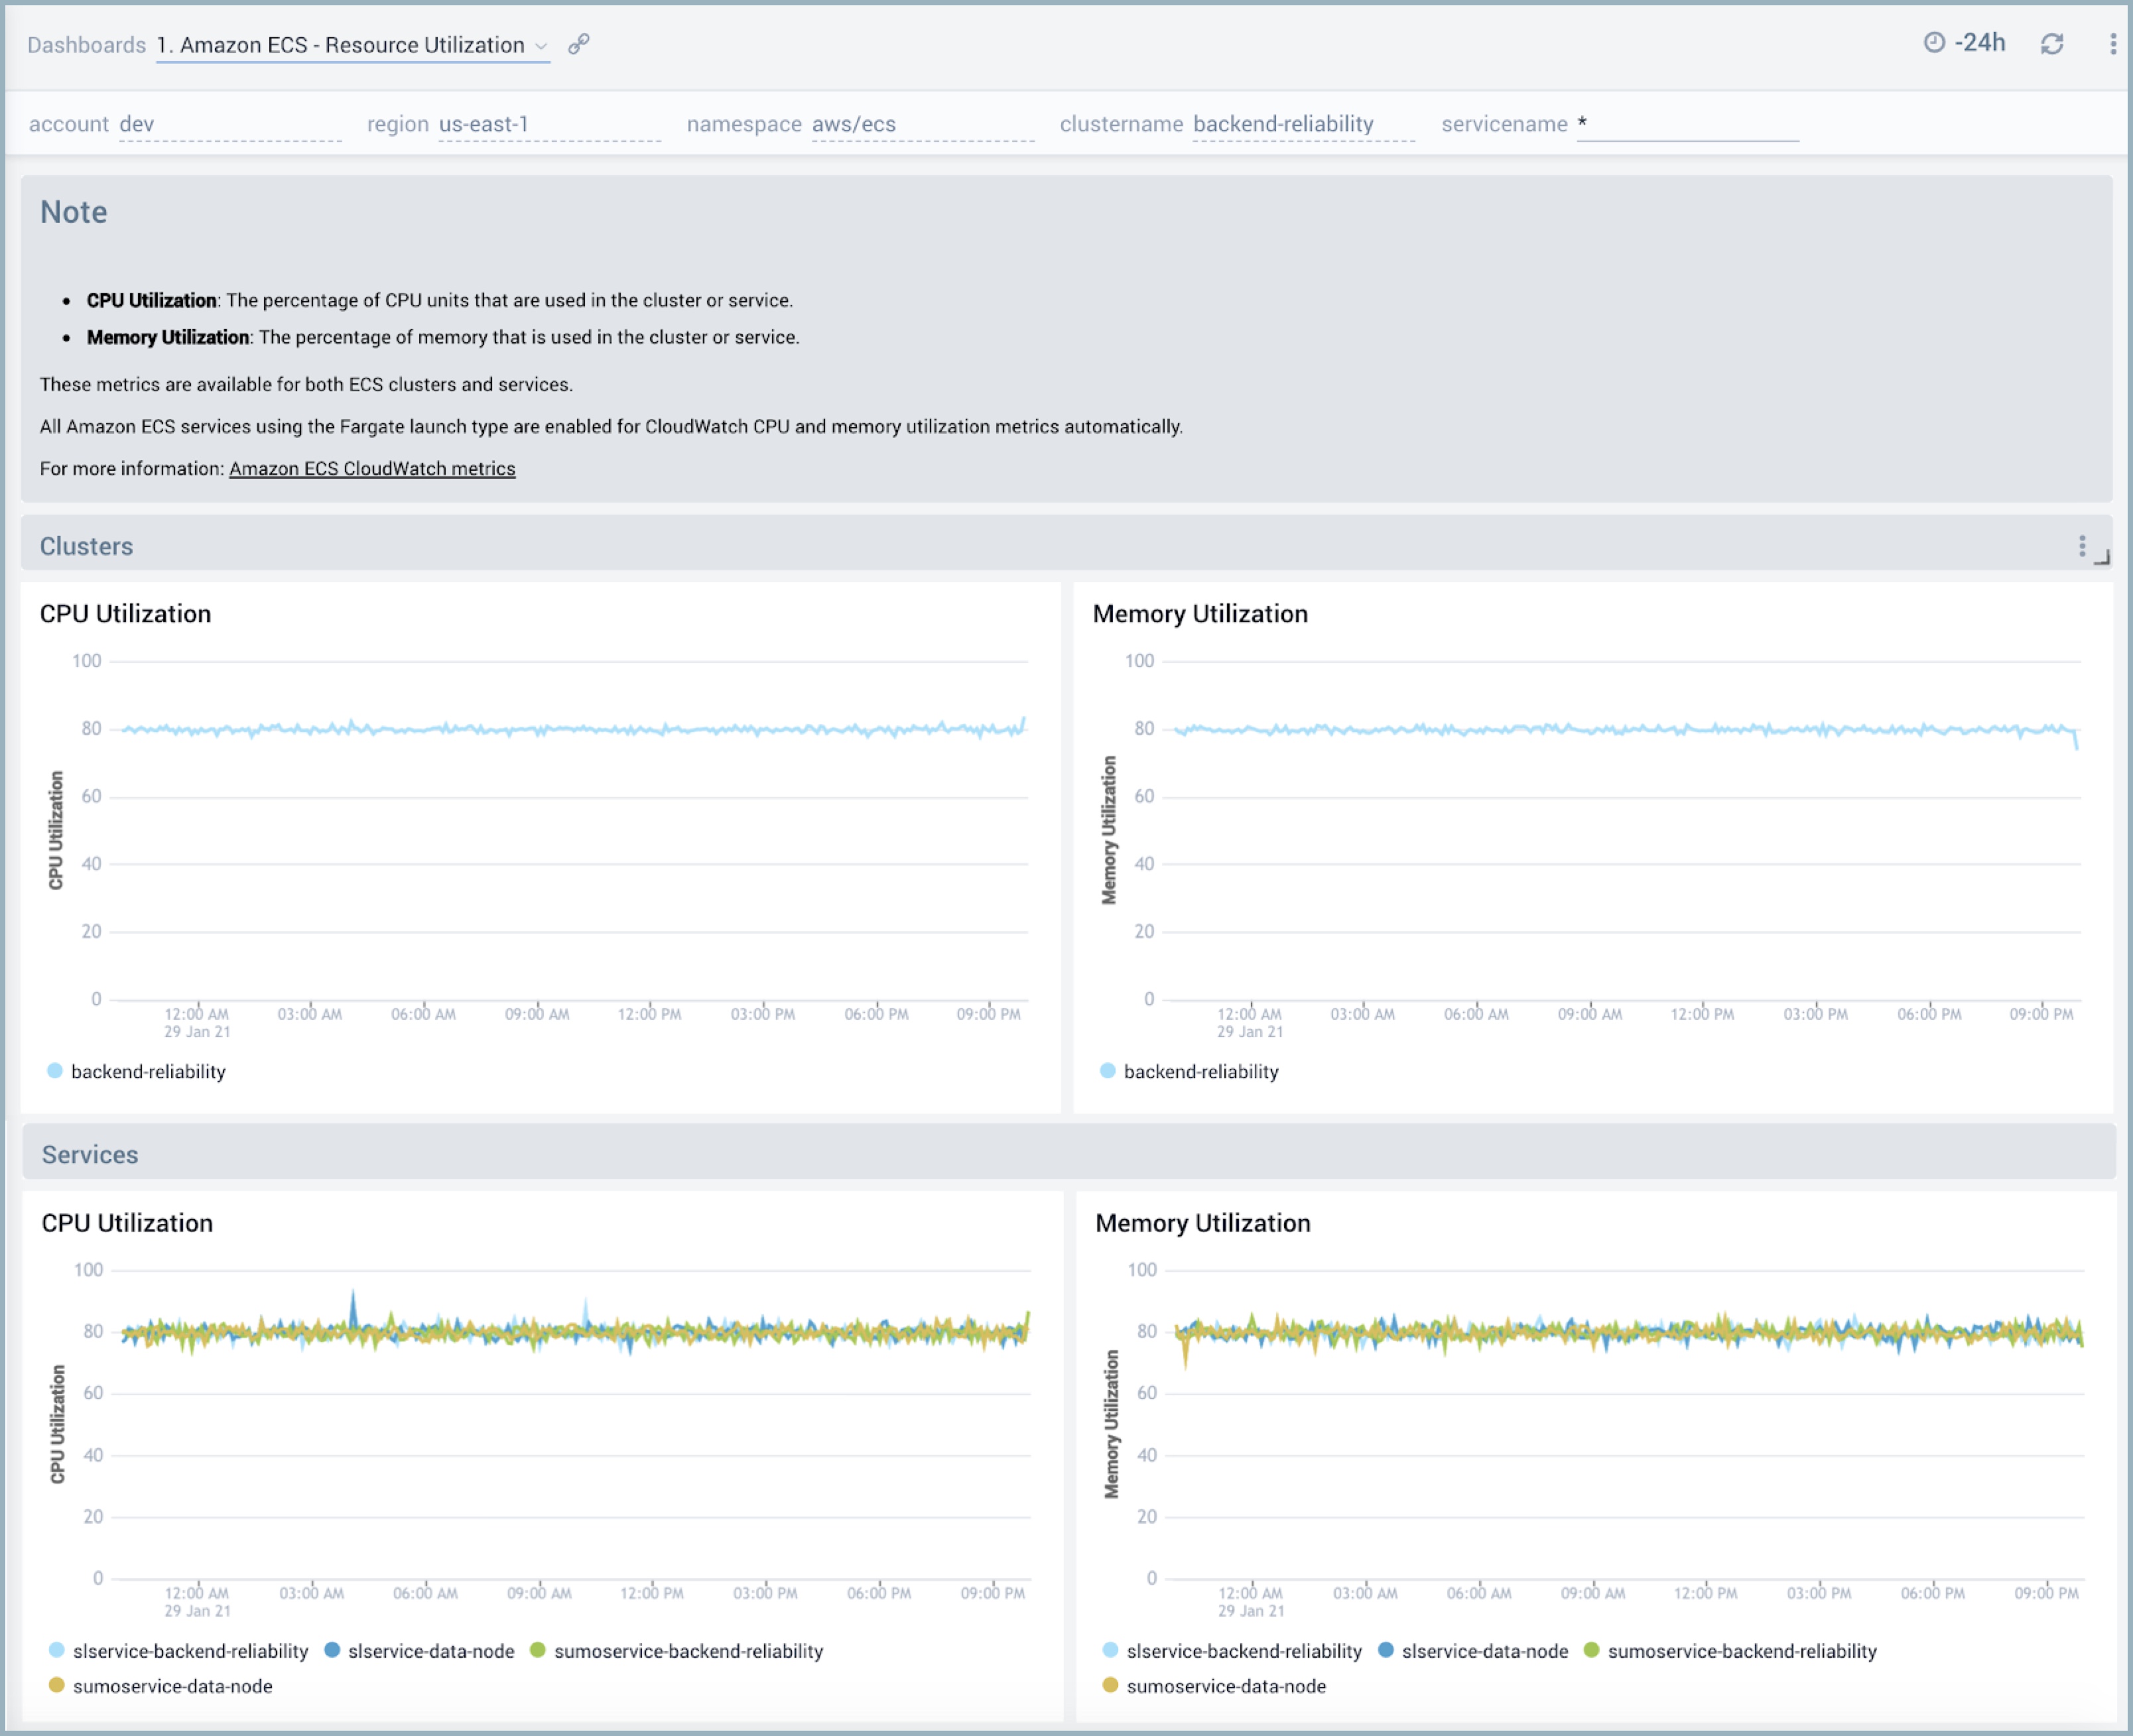 Dashboards 1. Amazon ECS - Resource Utilization
-24h
account dev region us-east-1 namespace aws/ecs clustername backend-reliability servicename *
Note
• CPU Utilization: The percentage of CPU units that are used in the cluster or service.
• Memory Utilization: The percentage of memory that is used in the cluster or service.
These metrics are available for both ECS clusters and services.
All Amazon ECS services using the Fargate launch type are enabled for CloudWatch CPU and memory utilization metrics automatically.
For more information: Amazon ECS CloudWatch metrics
Clusters
CPU Utilization
CPU Utilization
100
80
60
40
20
0
12:00 AM 03:00 AM 06:00 AM 09:00 AM 12:00 PM 03:00 PM 06:00 PM 09:00 PM
29 Jan 21
backend-reliability
Memory Utilization
Memory Utilization
100
80
60
40
20
0
12:00 AM 03:00 AM 06:00 AM 09:00 AM 12:00 PM 03:00 PM 06:00 PM 09:00 PM
29 Jan 21
backend-reliability
Services
CPU Utilization
CPU Utilization
100
80
60
40
20
0
12:00 AM 03:00 AM 06:00 AM 09:00 AM 12:00 PM 03:00 PM 06:00 PM 09:00 PM
29 Jan 21
slservice-backend-reliability slservice-data-node sumoservice-backend-reliability
sumoservice-data-node
Memory Utilization
Memory Utilization
100
80
60
40
20
0
12:00 AM 03:00 AM 06:00 AM 09:00 AM 12:00 PM 03:00 PM 06:00 PM 09:00 PM
29 Jan 21
slservice-backend-reliability slservice-data-node sumoservice-backend-reliability
sumoservice-data-node